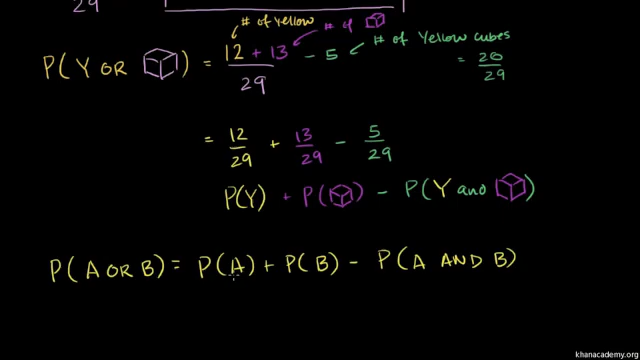 29
# of Yellow
# of
P(Y OR ) = 12 + 13 - 5
# of Yellow cubes
29
= 20
29
= 12/29 + 13/29 - 5/29
P(Y) + P( ) - P(Y and )
P(A OR B) = P(A) + P(B) - P(A AND B)
khanacademy.org